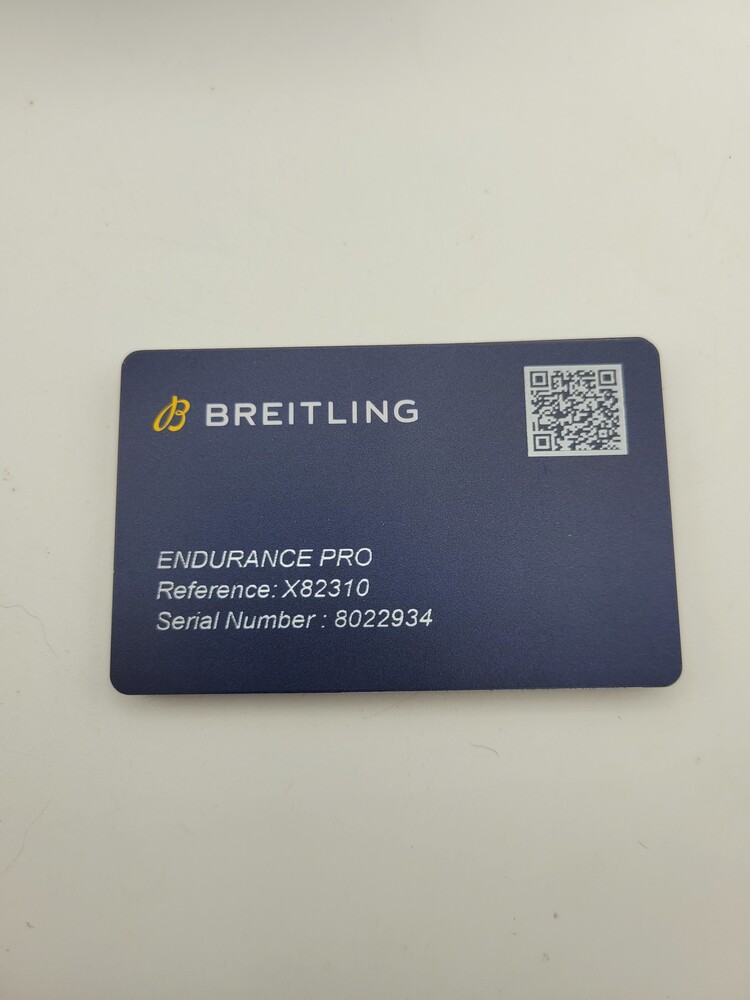 B BREITLING
ENDURANCE PRO
Reference: X82310
Serial Number : 8022934